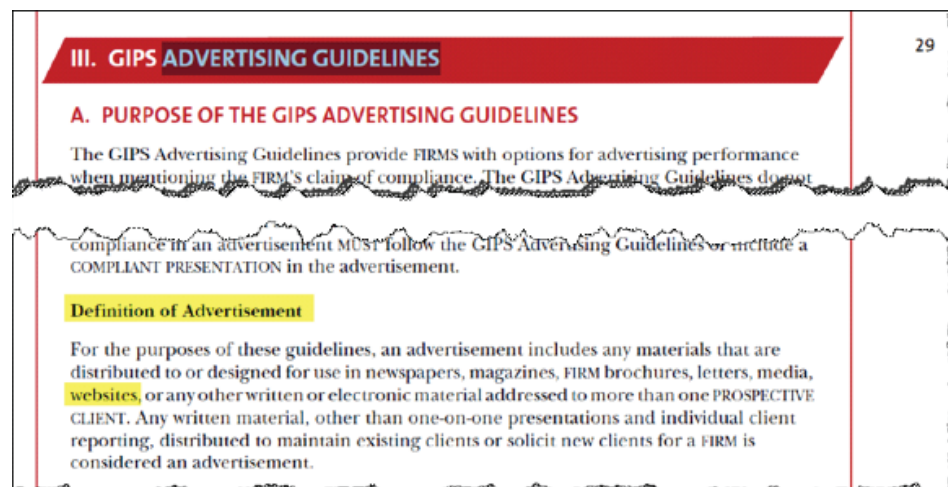 29
III. GIPS ADVERTISING GUIDELINES
A. PURPOSE OF THE GIPS ADVERTISING GUIDELINES
The GIPS Advertising Guidelines provide FIRMS with options for advertising performance
when mentioning the FIRM'S claim of compliance. The GIPS Advertising Guidelines do not
compliance in an advertisement MUST follow the GIPS Advertising Guidelines or include a
COMPLIANT PRESENTATION in the advertisement.
Definition of Advertisement
For the purposes of these guidelines, an advertisement includes any materials that are
distributed to or designed for use in newspapers, magazines, FIRM brochures, letters, media,
websites, or any other written or electronic material addressed to more than one PROSPECTIVE
CLIENT. Any written material, other than one-on-one presentations and individual client
reporting, distributed to maintain existing clients or solicit new clients for a FIRM is
considered an advertisement.